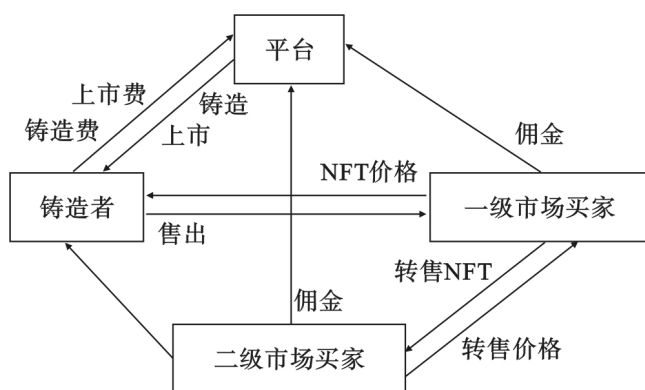 平台
上市费
铸造费
铸造
上市
佣金
NFT价格
铸造者
一级市场买家
售出
转售NFT
佣金
转售价格
二级市场买家